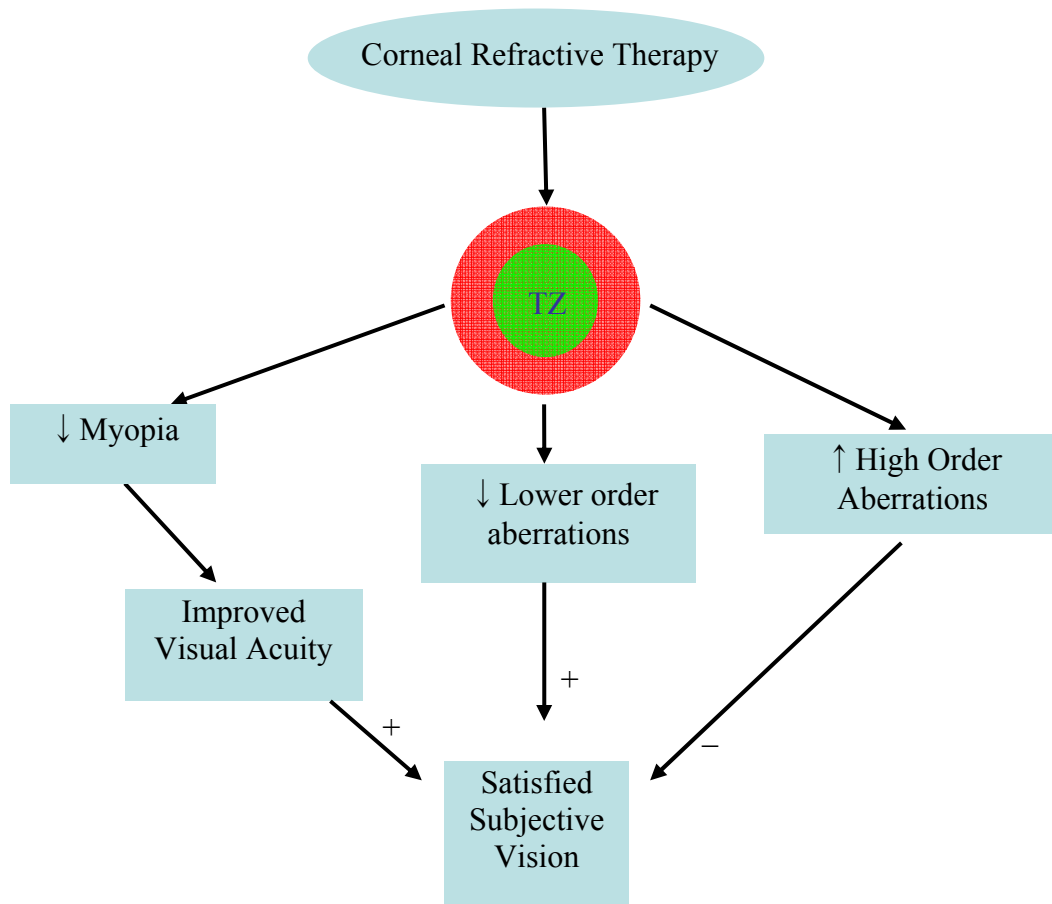 Corneal Refractive Therapy
TZ
↓ Myopia
↓ Lower order
aberrations
↑ High Order
Aberrations
Improved
Visual Acuity
+
+
−
Satisfied
Subjective
Vision